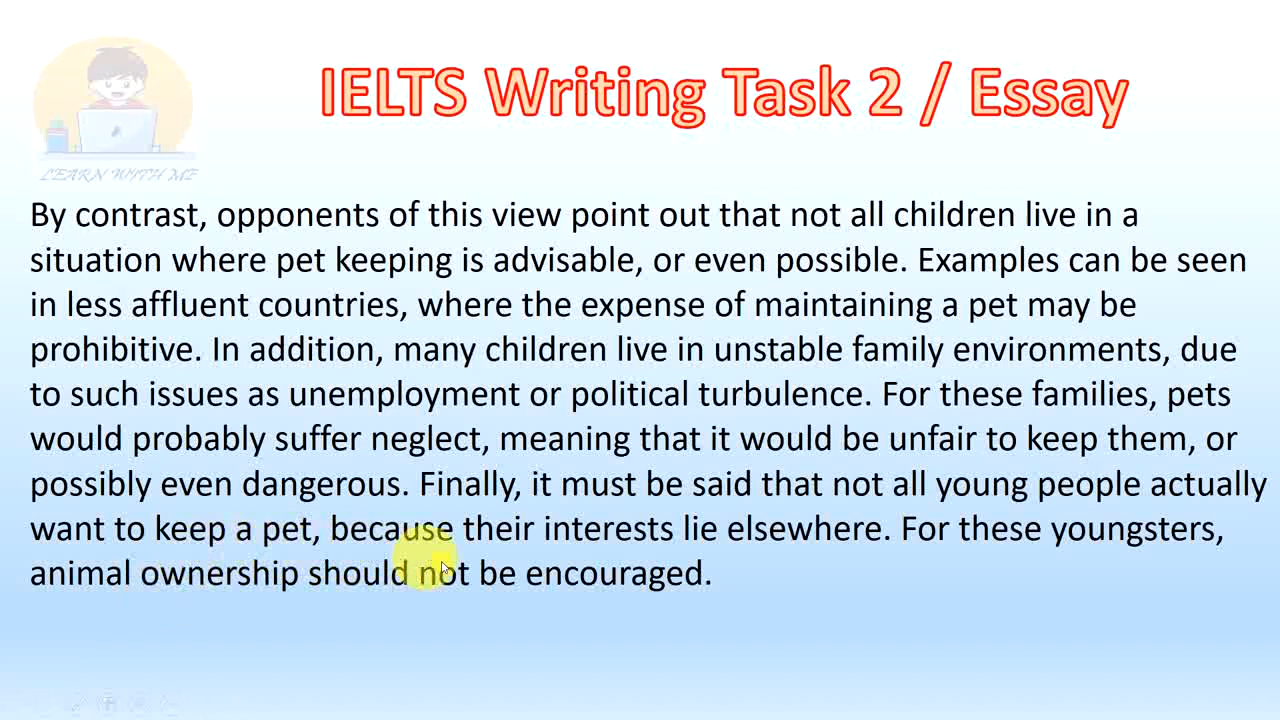 IELTS Writing Task 2 / Essay
LEARN WITH ME
By contrast, opponents of this view point out that not all children live in a
situation where pet keeping is advisable, or even possible. Examples can be seen
in less affluent countries, where the expense of maintaining a pet may be
prohibitive. In addition, many children live in unstable family environments, due
to such issues as unemployment or political turbulence. For these families, pets
would probably suffer neglect, meaning that it would be unfair to keep them, or
possibly even dangerous. Finally, it must be said that not all young people actually
want to keep a pet, because their interests lie elsewhere. For these youngsters,
animal ownership should not be encouraged.